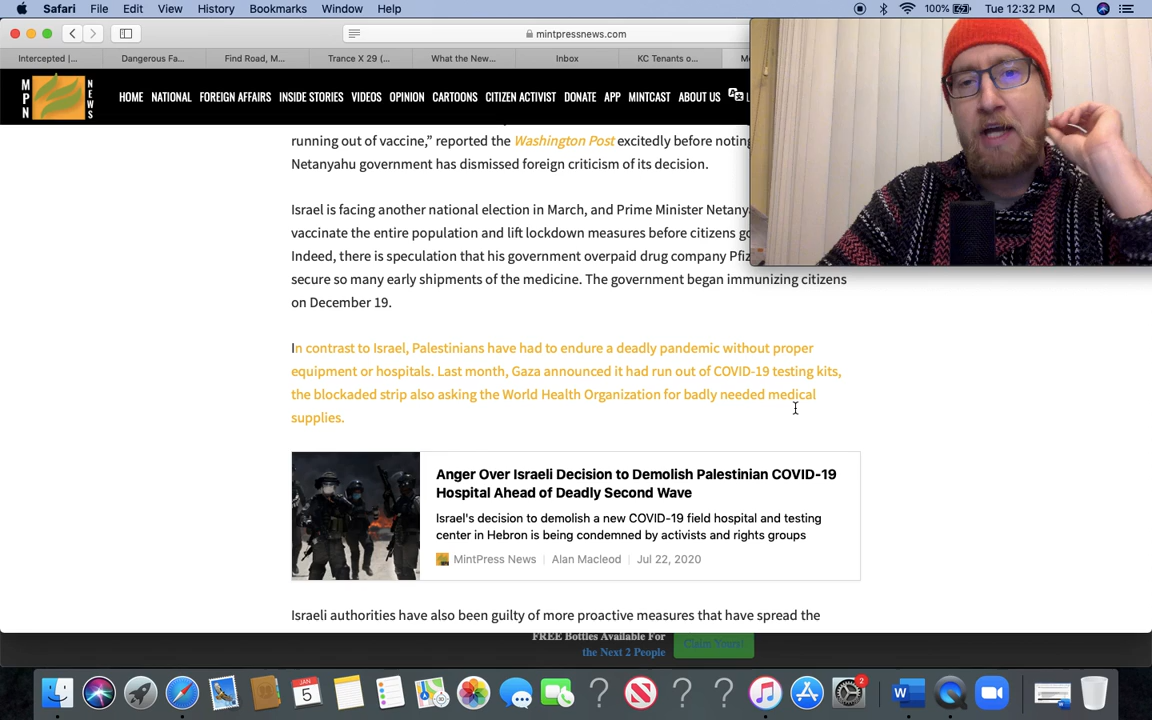 Safari File Edit View History Bookmarks Window Help 100% Tue 12:32 PM
mintpressnews.com
Intercepted |... Dangerous Fa... Find Road, M... Trance X 29 (... What the New... Inbox KC Tenants o...
MPN NEWS HOME NATIONAL FOREIGN AFFAIRS INSIDE STORIES VIDEOS OPINION CARTOONS CITIZEN ACTIVIST DONATE APP MINTCAST ABOUT US
running out of vaccine,” reported the Washington Post excitedly before noting
Netanyahu government has dismissed foreign criticism of its decision.
Israel is facing another national election in March, and Prime Minister
vaccinate the entire population and lift lockdown measures before citizens
Indeed, there is speculation that his government overpaid drug company
secure so many early shipments of the medicine. The government began immunizing citizens
on December 19.
In contrast to Israel, Palestinians have had to endure a deadly pandemic without proper
equipment or hospitals. Last month, Gaza announced it had run out of COVID-19 testing kits,
the blockaded strip also asking the World Health Organization for badly needed medical
supplies.
Anger Over Israeli Decision to Demolish Palestinian COVID-19
Hospital Ahead of Deadly Second Wave
Israel's decision to demolish a new COVID-19 field hospital and testing
center in Hebron is being condemned by activists and rights groups
MintPress News | Alan Macleod | Jul 22, 2020
Israeli authorities have also been guilty of more proactive measures that have spread the
FREE Bottles Available For
the Next 2 People
Claim Yours!
JAN
5
2
W